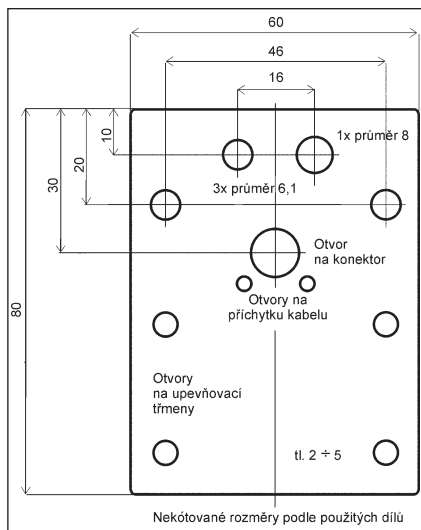 60
46
16
10
20
30
80
1x průměr 8
3x průměr 6,1
Otvor
na konektor
Otvory na
příchytku kabelu
Otvory
na upevňovací
třmeny
tl. 2 ÷ 5
Nekótované rozměry podle použitých dílů